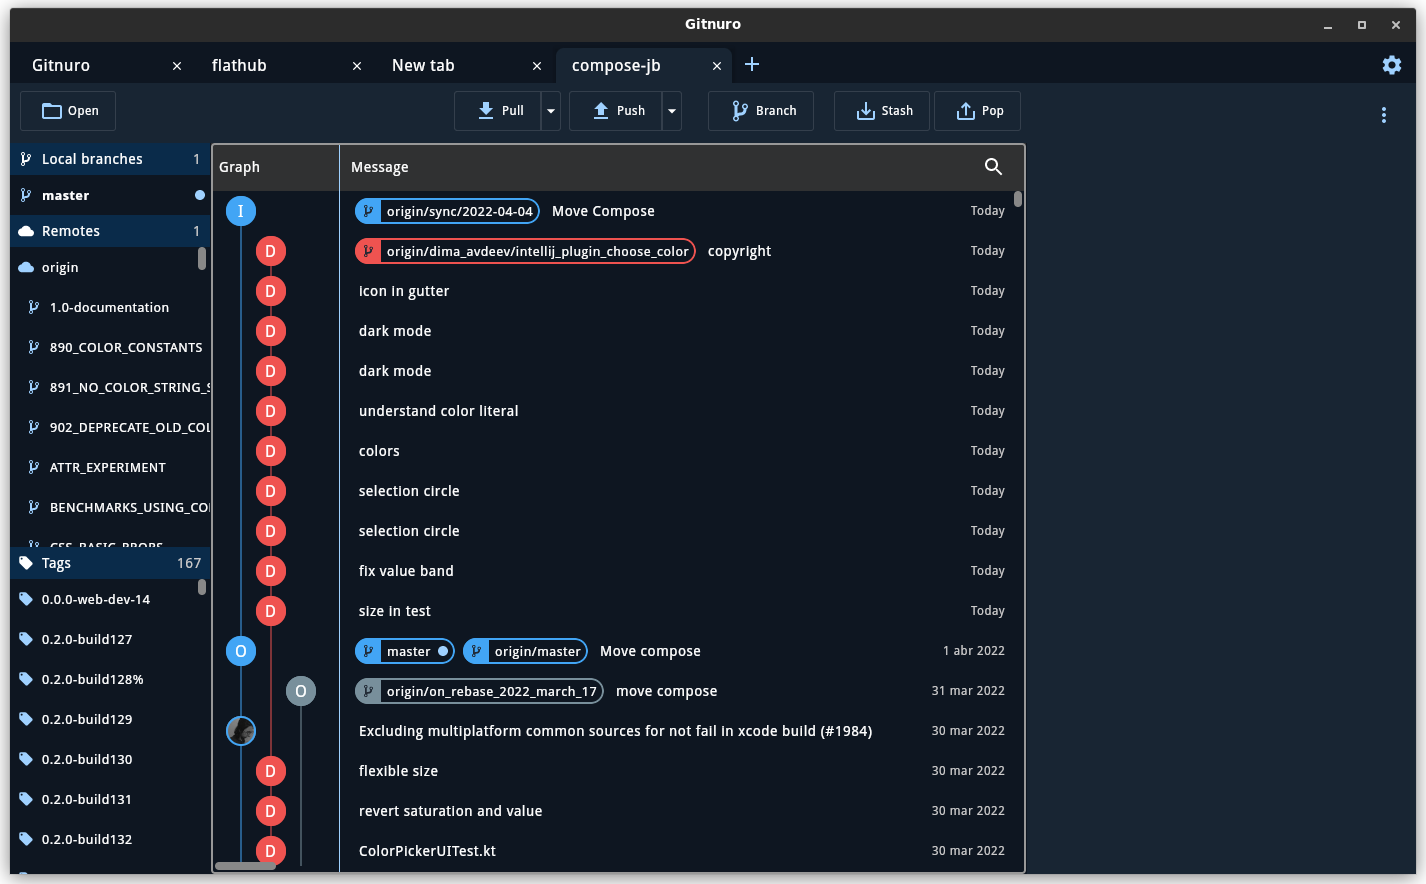 Gitnuro
Gitnuro
flathub
New tab
compose-jb
Open
Pull
Push
Branch
Stash
Pop
Local branches 1
master
Remotes 1
origin
1.0-documentation
890_COLOR_CONSTANTS
891_NO_COLOR_STRING_
902_DEPRECATE_OLD_COL
ATTR_EXPERIMENT
BENCHMARKS_USING_CO
CSS_BASIC_PROPS
Tags 167
0.0.0-web-dev-14
0.2.0-build127
0.2.0-build128%
0.2.0-build129
0.2.0-build130
0.2.0-build131
0.2.0-build132
Graph Message
I origin/sync/2022-04-04 Move Compose Today
D origin/dima_avdeev/intellij_plugin_choose_color copyright Today
D icon in gutter Today
D dark mode Today
D dark mode Today
D understand color literal Today
D colors Today
D selection circle Today
D selection circle Today
D fix value band Today
D size in test Today
O master origin/master Move compose 1 abr 2022
O origin/on_rebase_2022_march_17 move compose 31 mar 2022
Excluding multiplatform common sources for not fail in xcode build (#1984) 30 mar 2022
D flexible size 30 mar 2022
D revert saturation and value 30 mar 2022
D ColorPickerUITest.kt 30 mar 2022